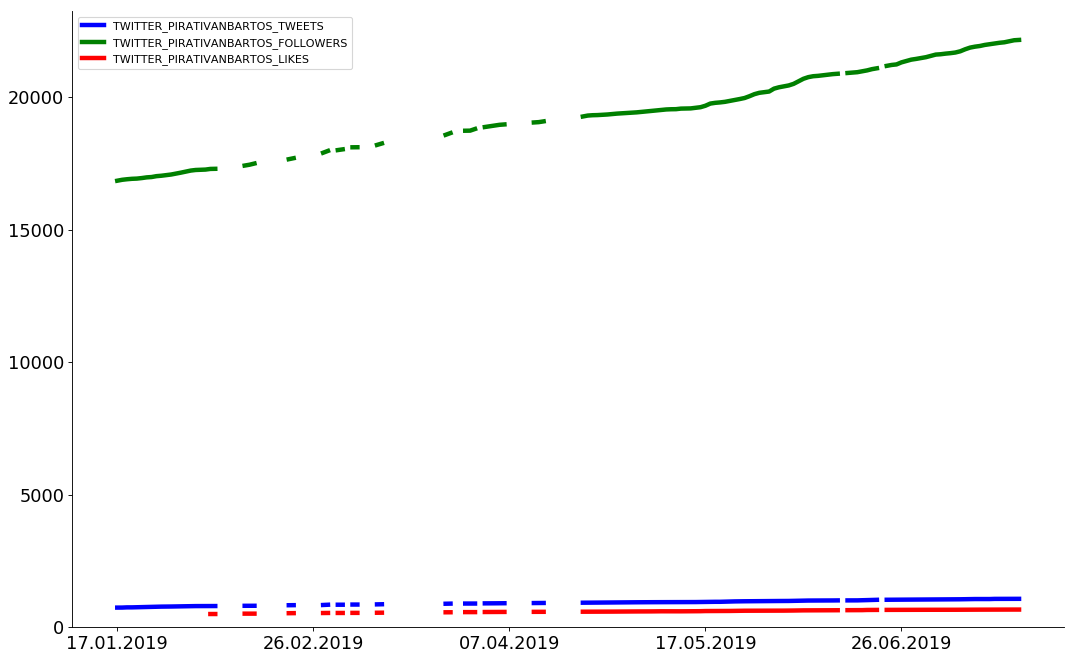 TWITTER_PIRATIVANBARTOS_TWEETS
TWITTER_PIRATIVANBARTOS_FOLLOWERS
TWITTER_PIRATIVANBARTOS_LIKES
20000
15000
10000
5000
0
17.01.2019 26.02.2019 07.04.2019 17.05.2019 26.06.2019